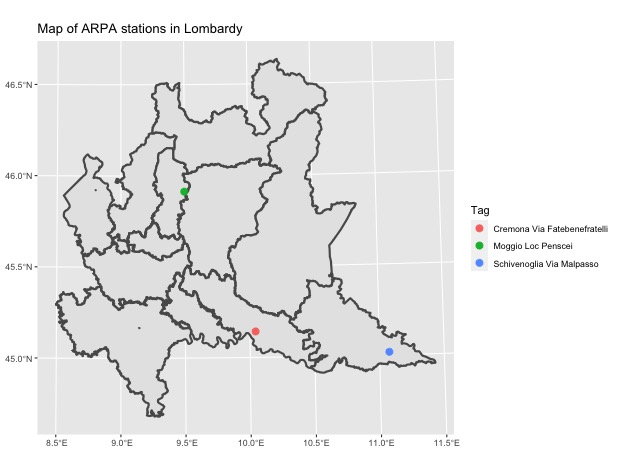 Map of ARPA stations in Lombardy
46.5°N
46.0°N
45.5°N
45.0°N
8.5°E 9.0°E 9.5°E 10.0°E 10.5°E 11.0°E 11.5°E
Tag
Cremona Via Fatebenefratelli
Moggio Loc Penscei
Schivenoglia Via Malpasso